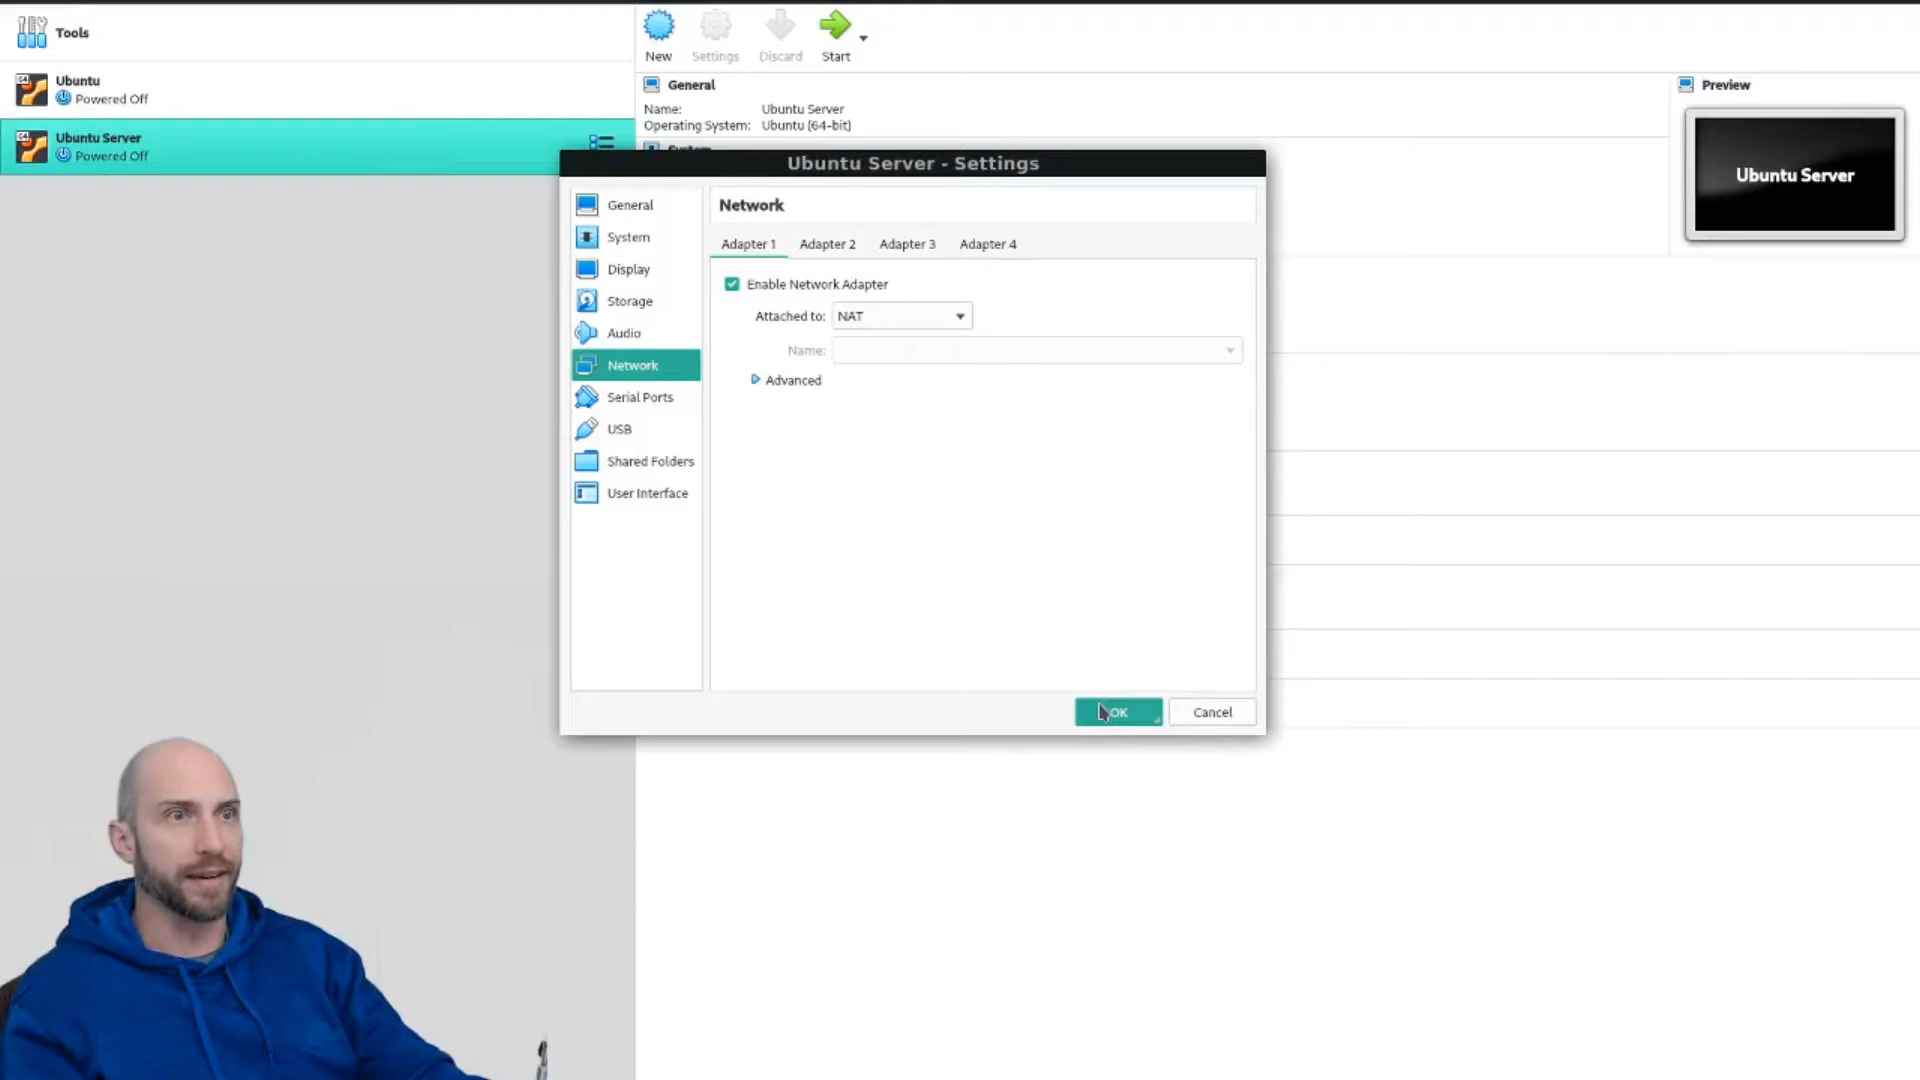 Tools
Ubuntu
Powered Off
Ubuntu Server
Powered Off
New
Settings
Discard
Start
General
Name: Ubuntu Server
Operating System: Ubuntu (64-bit)
System
Preview
Ubuntu Server
Ubuntu Server - Settings
General
System
Display
Storage
Audio
Network
Serial Ports
USB
Shared Folders
User Interface
Network
Adapter 1 Adapter 2 Adapter 3 Adapter 4
Enable Network Adapter
Attached to: NAT
Name:
Advanced
OK
Cancel